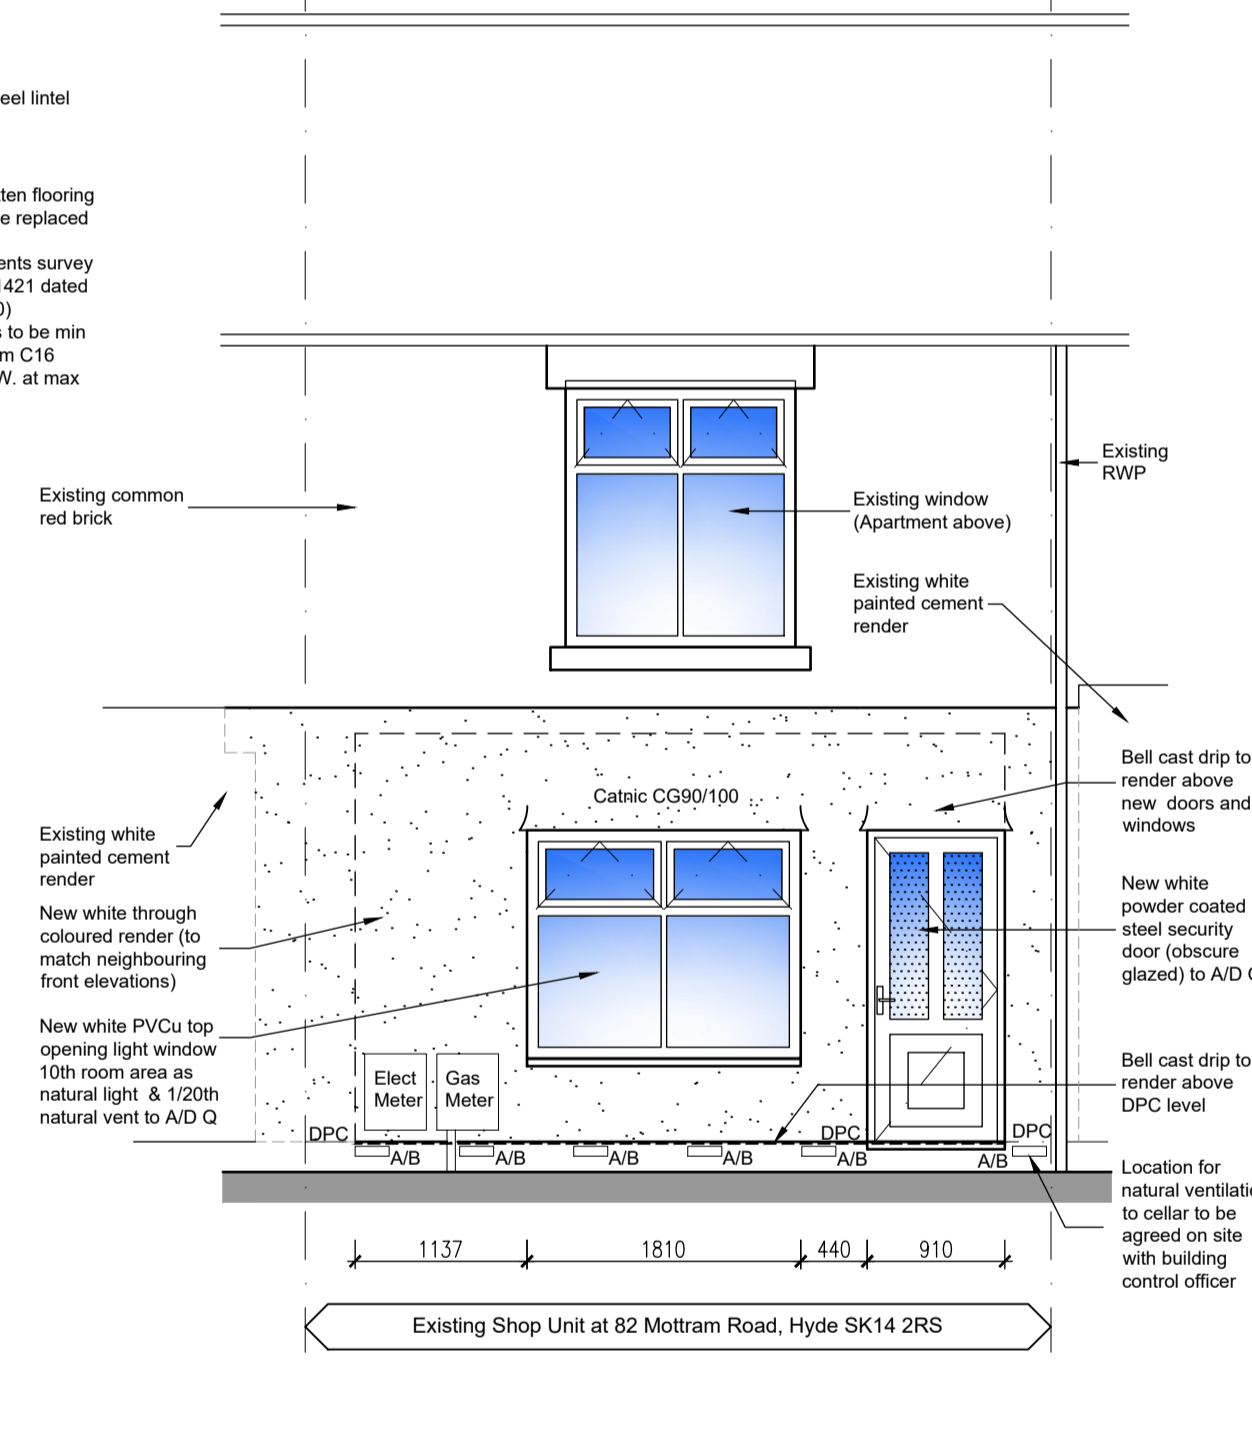 eel lintel
ten flooring
e replaced
ents survey
1421 dated
0)
s to be min
m C16
W. at max
Existing common
red brick
Existing window
(Apartment above)
Existing
RWP
Existing white
painted cement
render
Bell cast drip to
render above
new doors and
windows
Catnic CG90/100
Existing white
painted cement
render
New white through
coloured render (to
match neighbouring
front elevations)
New white PVCu top
opening light window
10th room area as
natural light & 1/20th
natural vent to A/D Q
New white
powder coated
steel security
door (obscure
glazed) to A/D
Bell cast drip to
render above
DPC level
Elect
Meter
Gas
Meter
DPC
DPC
DPC
A/B
A/B
A/B
A/B
A/B
A/B
Location for
natural ventilati
to cellar to be
agreed on site
with building
control officer
1137
1810
440
910
Existing Shop Unit at 82 Mottram Road, Hyde SK14 2RS